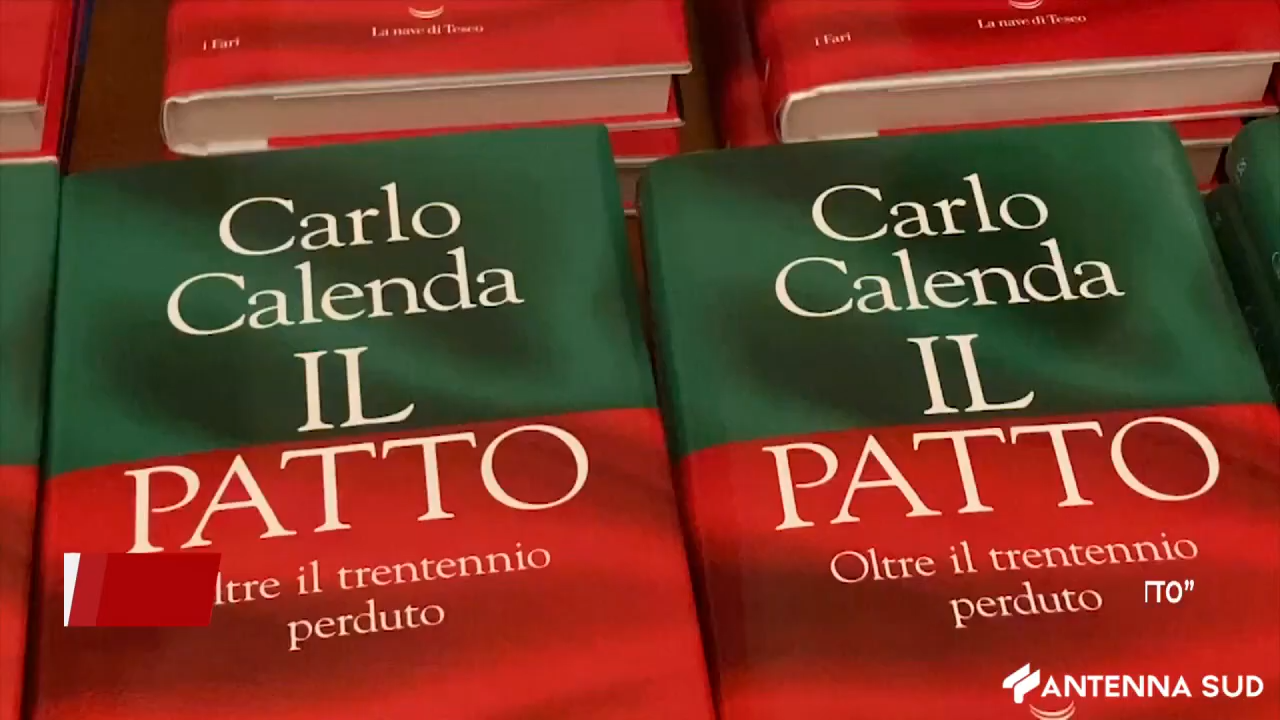 i Fari
La nave di Teseo
i Fari
La nave di Teseo
Carlo
Calenda
IL
PATTO
ltre il trentennio
perduto
Carlo
Calenda
IL
PATTO
Oltre il trentennio
perduto
TO”
ANTENNA SUD